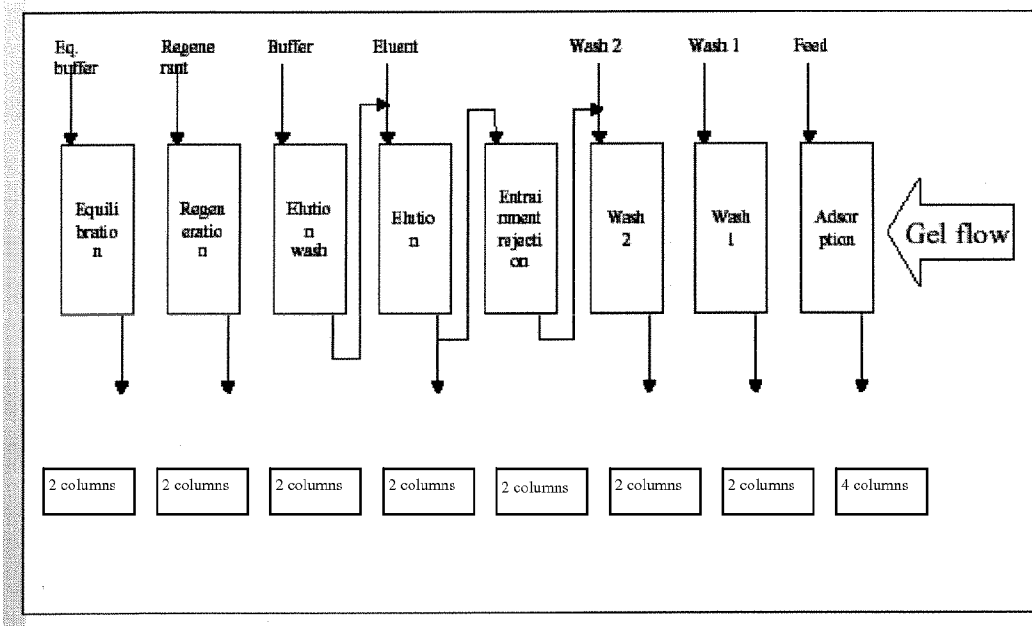 Eq.
buffer
Regene
rant
Buffer
Eluent
Wash 2
Wash 1
Feed
Equili
bratio
n
Regen
eratio
n
Elutio
n
wash
Elutio
n
Entrai
nment
rejecti
on
Wash
2
Wash
1
Adsor
ption
Gel flow
2 columns
2 columns
2 columns
2 columns
2 columns
2 columns
2 columns
4 columns